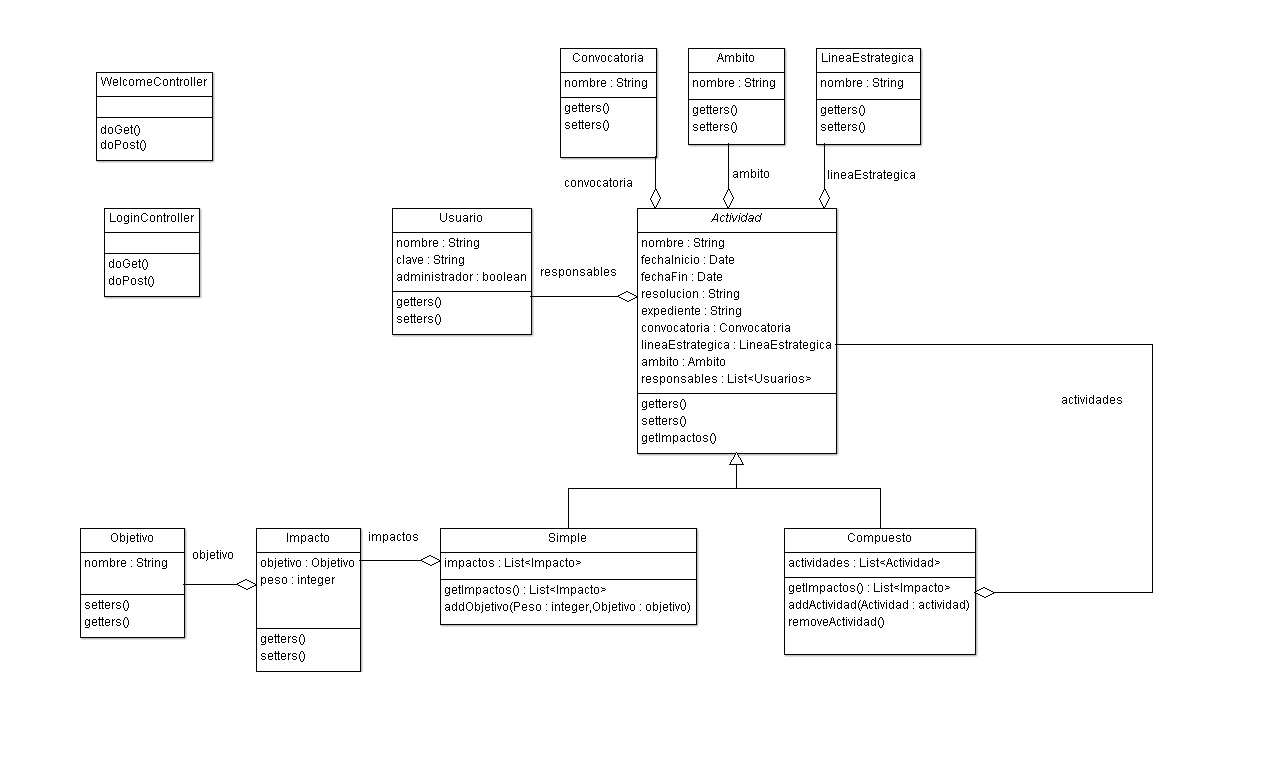 WelcomeController
doGet()
doPost()
LoginController
doGet()
doPost()
Convocatoria
nombre : String
getters()
setters()
Ambito
nombre : String
getters()
setters()
LineaEstrategica
nombre : String
getters()
setters()
convocatoria
ambito
lineaEstrategica
Usuario
nombre : String
clave : String
administrador : boolean
getters()
setters()
responsables
Actividad
nombre : String
fechaInicio : Date
fechaFin : Date
resolucion : String
expediente : String
convocatoria : Convocatoria
lineaEstrategica : LineaEstrategica
ambito : Ambito
responsables : List<Usuarios>
getters()
setters()
getImpactos()
actividades
Objetivo
nombre : String
setters()
getters()
objetivo
Impacto
objetivo : Objetivo
peso : integer
getters()
setters()
impactos
Simple
impactos : List<Impacto>
getImpactos() : List<Impacto>
addObjetivo(Peso : integer,Objetivo : objetivo)
Compuesto
actividades : List<Actividad>
getImpactos() : List<Impacto>
addActividad(Actividad : actividad)
removeActividad()